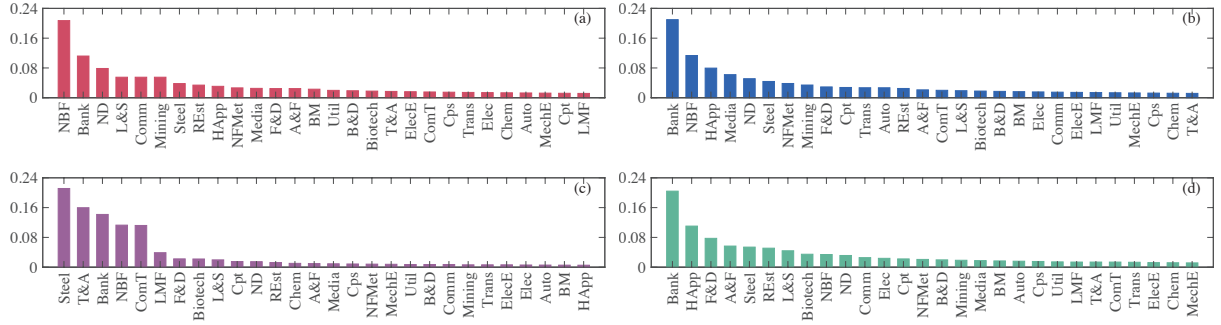 (a)
0.24
0.16
0.08
0
NBF Bank ND L&S Comm Mining Steel REst HApp NFMet Media F&D A&F BM Util B&D Biotech T&A ElecE ComT Cps Trans Elec Chem Auto MechE Cpt LMF
(b)
0.24
0.16
0.08
0
Bank NBF HApp Media ND Steel NFMet Mining F&D Cpt Trans Auto REst A&F ComT L&S Biotech B&D BM Elec Comm ElecE LMF Util MechE Cps Chem T&A
(c)
0.24
0.16
0.08
0
Steel T&A Bank NBF ComT LMF F&D Biotech L&S Cpt ND REst Chem A&F Media Cps NFMet MechE Util B&D Comm Mining Trans ElecE Elec Auto BM HApp
(d)
0.24
0.16
0.08
0
Bank HApp F&D A&F Steel REst L&S Biotech NBF ND Comm Elec Cpt NFMet B&D Mining Media BM Auto Cps Util LMF T&A ComT Trans ElecE Chem MechE